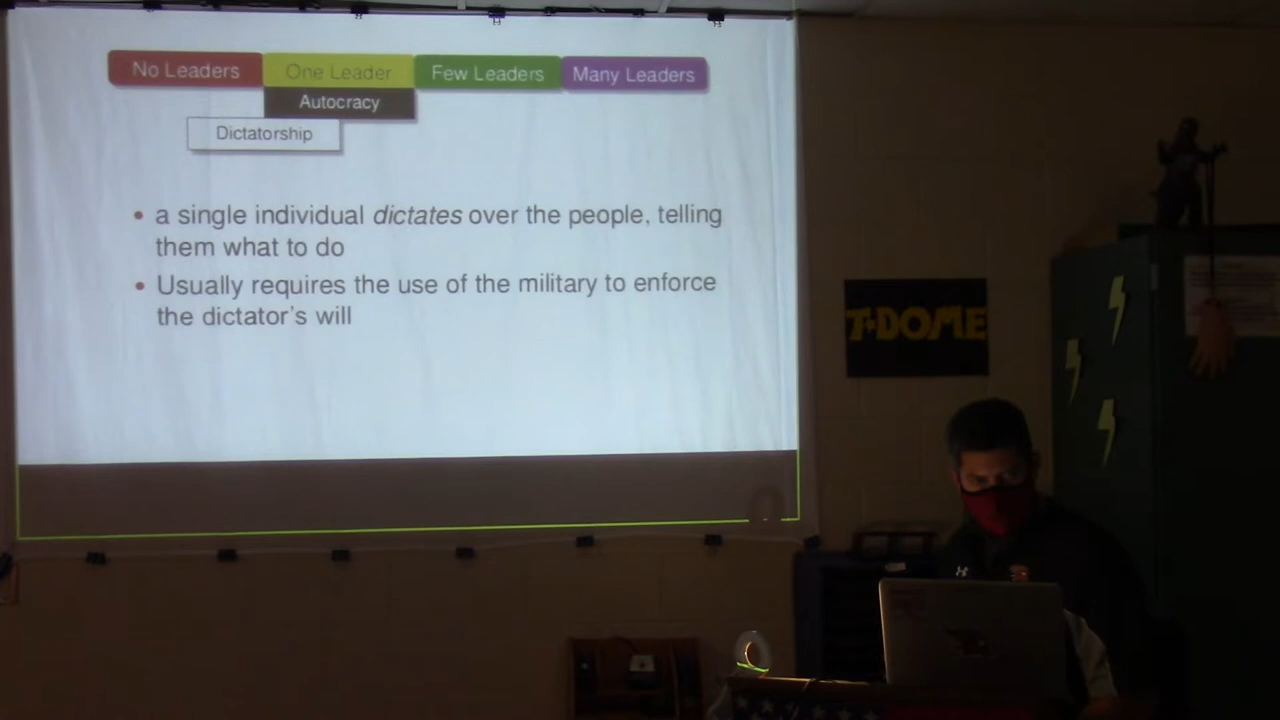 No Leaders
One Leader
Few Leaders
Many Leaders
Autocracy
Dictatorship
• a single individual dictates over the people, telling
them what to do
• Usually requires the use of the military to enforce
the dictator's will
T-DOME